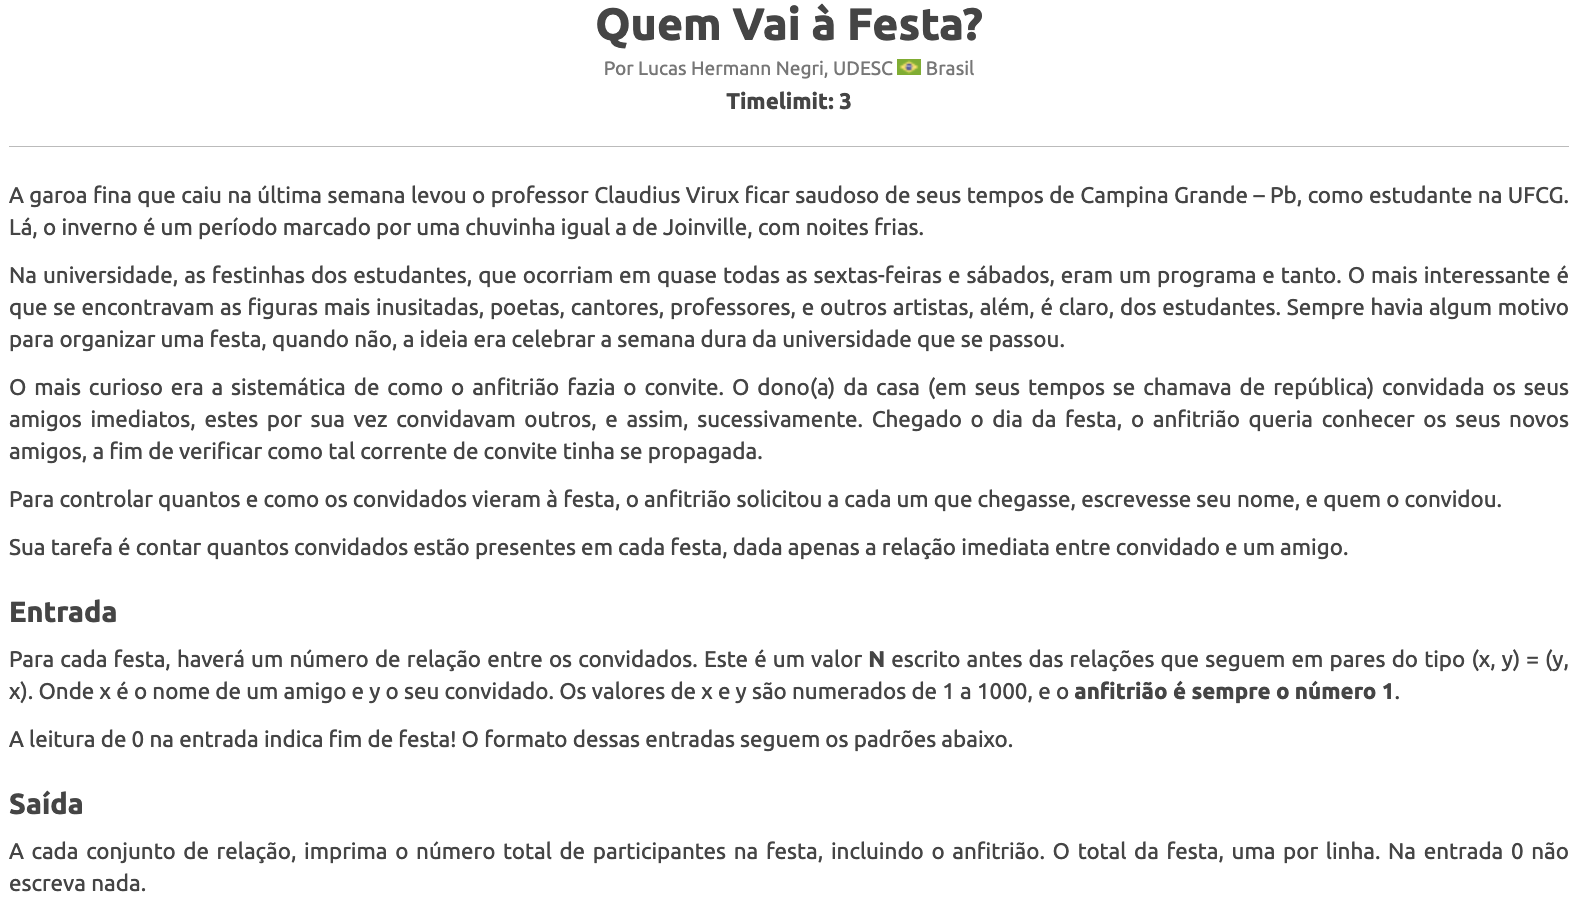 Quem Vai à Festa?
Por Lucas Hermann Negri, UDESC Brasil
Timelimit: 3
A garoa fina que caiu na última semana levou o professor Claudius Virux ficar saudoso de seus tempos de Campina Grande – Pb, como estudante na UFCG.
Lá, o inverno é um período marcado por uma chuvinha igual a de Joinville, com noites frias.
Na universidade, as festinhas dos estudantes, que ocorriam em quase todas as sextas-feiras e sábados, eram um programa e tanto. O mais interessante é
que se encontravam as figuras mais inusitadas, poetas, cantores, professores, e outros artistas, além, é claro, dos estudantes. Sempre havia algum motivo
para organizar uma festa, quando não, a ideia era celebrar a semana dura da universidade que se passou.
O mais curioso era a sistemática de como o anfitrião fazia o convite. O dono(a) da casa (em seus tempos se chamava de república) convidada os seus
amigos imediatos, estes por sua vez convidavam outros, e assim, sucessivamente. Chegado o dia da festa, o anfitrião queria conhecer os seus novos
amigos, a fim de verificar como tal corrente de convite tinha se propagada.
Para controlar quantos e como os convidados vieram à festa, o anfitrião solicitou a cada um que chegasse, escrevesse seu nome, e quem o convidou.
Sua tarefa é contar quantos convidados estão presentes em cada festa, dada apenas a relação imediata entre convidado e um amigo.
Entrada
Para cada festa, haverá um número de relação entre os convidados. Este é um valor N escrito antes das relações que seguem em pares do tipo (x, y) = (y,
x). Onde x é o nome de um amigo e y o seu convidado. Os valores de x e y são numerados de 1 a 1000, e o anfitrião é sempre o número 1.
A leitura de 0 na entrada indica fim de festa! O formato dessas entradas seguem os padrões abaixo.
Saída
A cada conjunto de relação, imprima o número total de participantes na festa, incluindo o anfitrião. O total da festa, uma por linha. Na entrada 0 não
escreva nada.